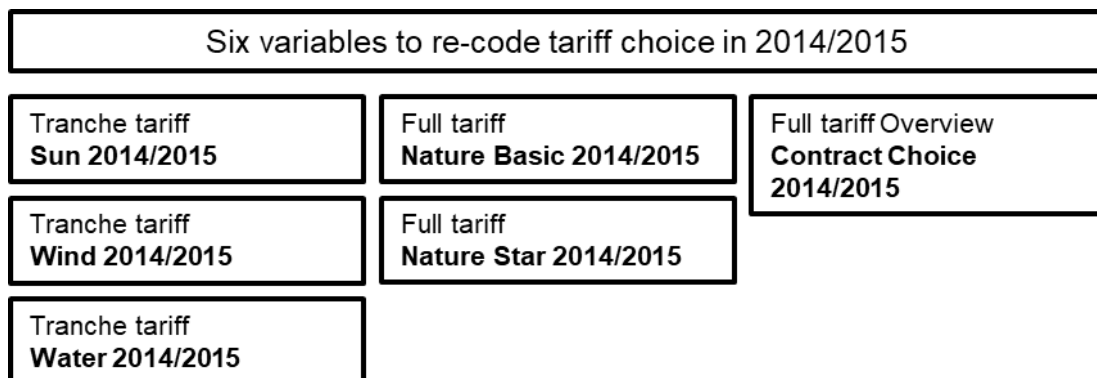 Six variables to re-code tariff choice in 2014/2015
Tranche tariff
Sun 2014/2015
Tranche tariff
Wind 2014/2015
Tranche tariff
Water 2014/2015
Full tariff
Nature Basic 2014/2015
Full tariff
Nature Star 2014/2015
Full tariff Overview
Contract Choice
2014/2015